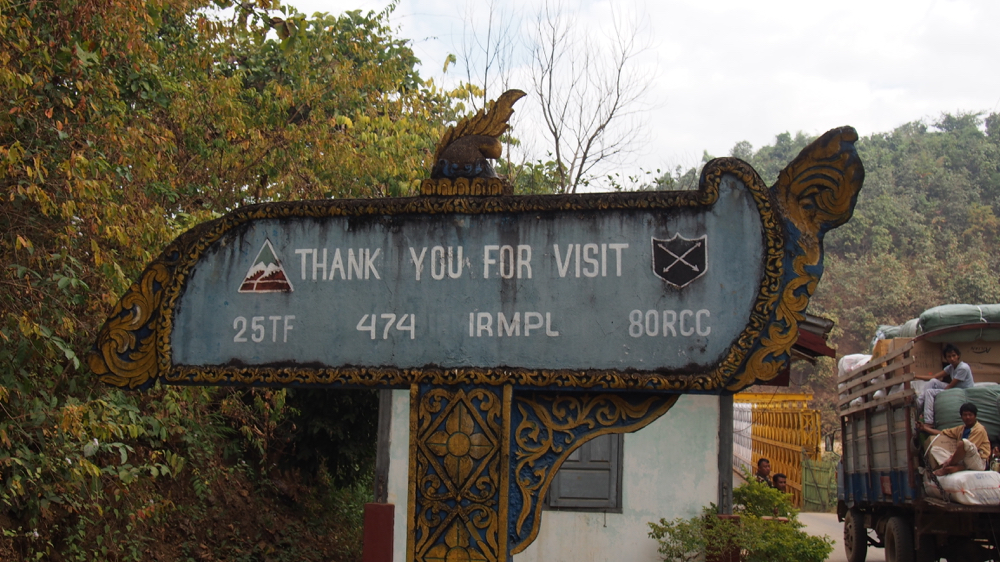 THANK YOU FOR VISIT
25TF 474 IRMPL 80RCC